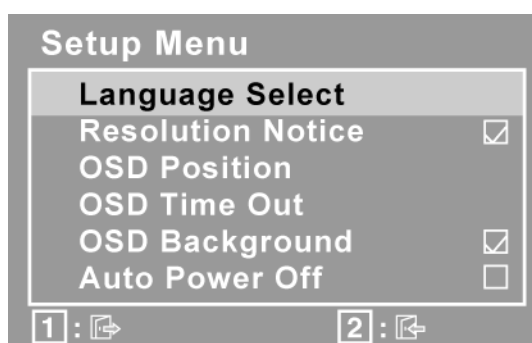 Setup Menu
Language Select
Resolution Notice
OSD Position
OSD Time Out
OSD Background
Auto Power Off
1 : 2 :